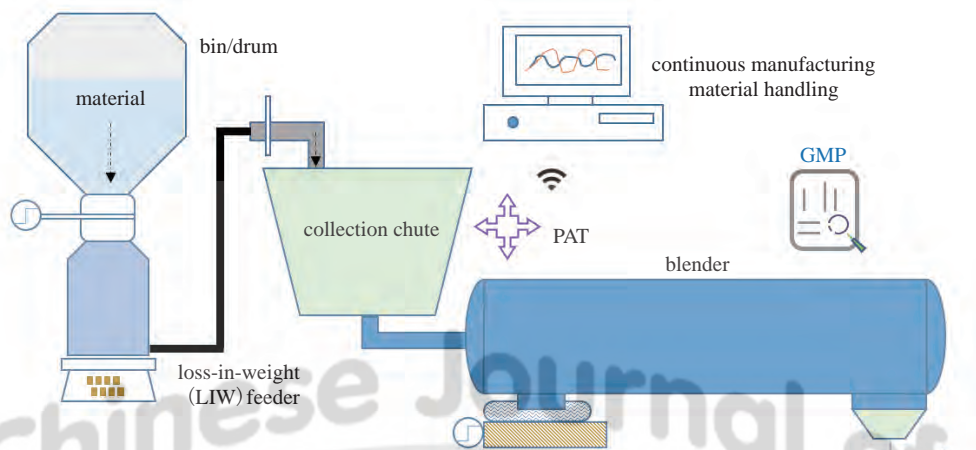 bin/drum
material
continuous manufacturing
material handling
GMP
collection chute
PAT
blender
loss-in-weight
(LIW) feeder
Chinese Journal of